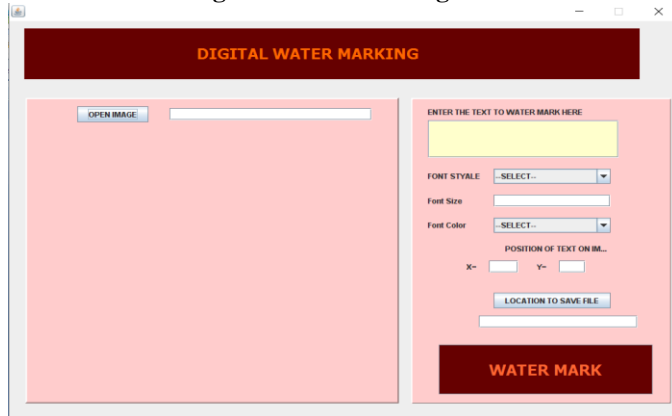 DIGITAL WATER MARKING
OPEN IMAGE
ENTER THE TEXT TO WATER MARK HERE
FONT STYALE --SELECT--
Font Size
Font Color --SELECT--
POSITION OF TEXT ON IM...
X= Y=
LOCATION TO SAVE FILE
WATER MARK